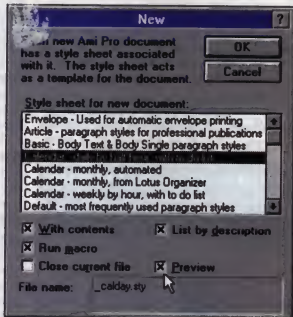 New
?
new Ami Pro document
has a style sheet associated
with it. The style sheet acts
as a template for the document.
OK
Cancel
Style sheet for new document:
Envelope - Used for automatic envelope printing
Article - paragraph styles for professional publications
Basic - Body Text & Body Single paragraph styles
Calendar
Calendar - monthly, automated
Calendar - monthly, from Lotus Organizer
Calendar - weekly by hour, with to do list
Default - most frequently used paragraph styles
With contents
List by description
Run macro
Close current file
Preview
File name: _calday.sty